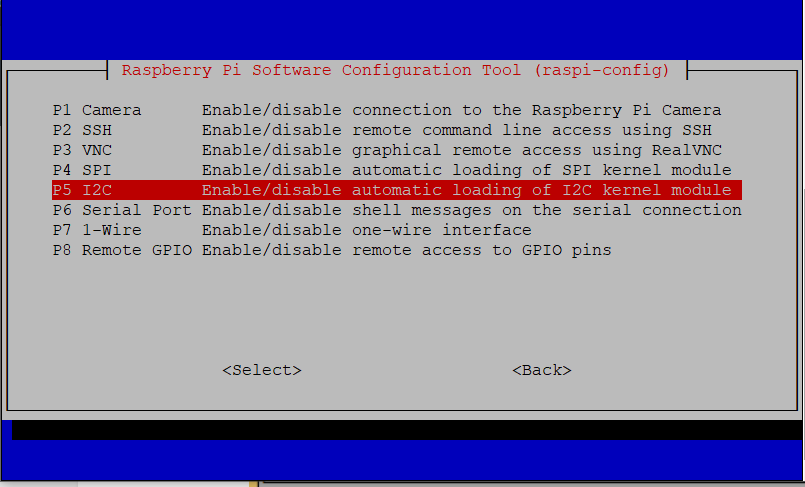 Raspberry Pi Software Configuration Tool (raspi-config)
P1 Camera Enable/disable connection to the Raspberry Pi Camera
P2 SSH Enable/disable remote command line access using SSH
P3 VNC Enable/disable graphical remote access using RealVNC
P4 SPI Enable/disable automatic loading of SPI kernel module
P5 I2C Enable/disable automatic loading of I2C kernel module
P6 Serial Port Enable/disable shell messages on the serial connection
P7 1-Wire Enable/disable one-wire interface
P8 Remote GPIO Enable/disable remote access to GPIO pins
<Select> <Back>